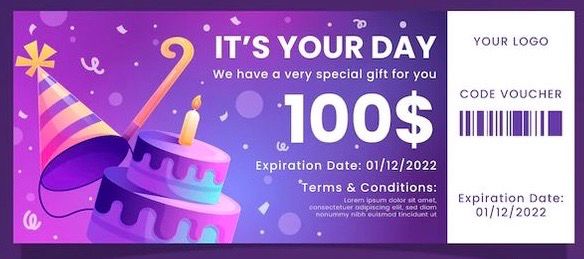 IT'S YOUR DAY
We have a very special gift for you
100$
Expiration Date: 01/12/2022
Terms & Conditions:
Lorem ipsum dolor sit amet,
consectetuer adipiscing elit, sed diam
nonummy nibh euismod tincidunt ut
YOUR LOGO
CODE VOUCHER
Expiration Date:
01/12/2022